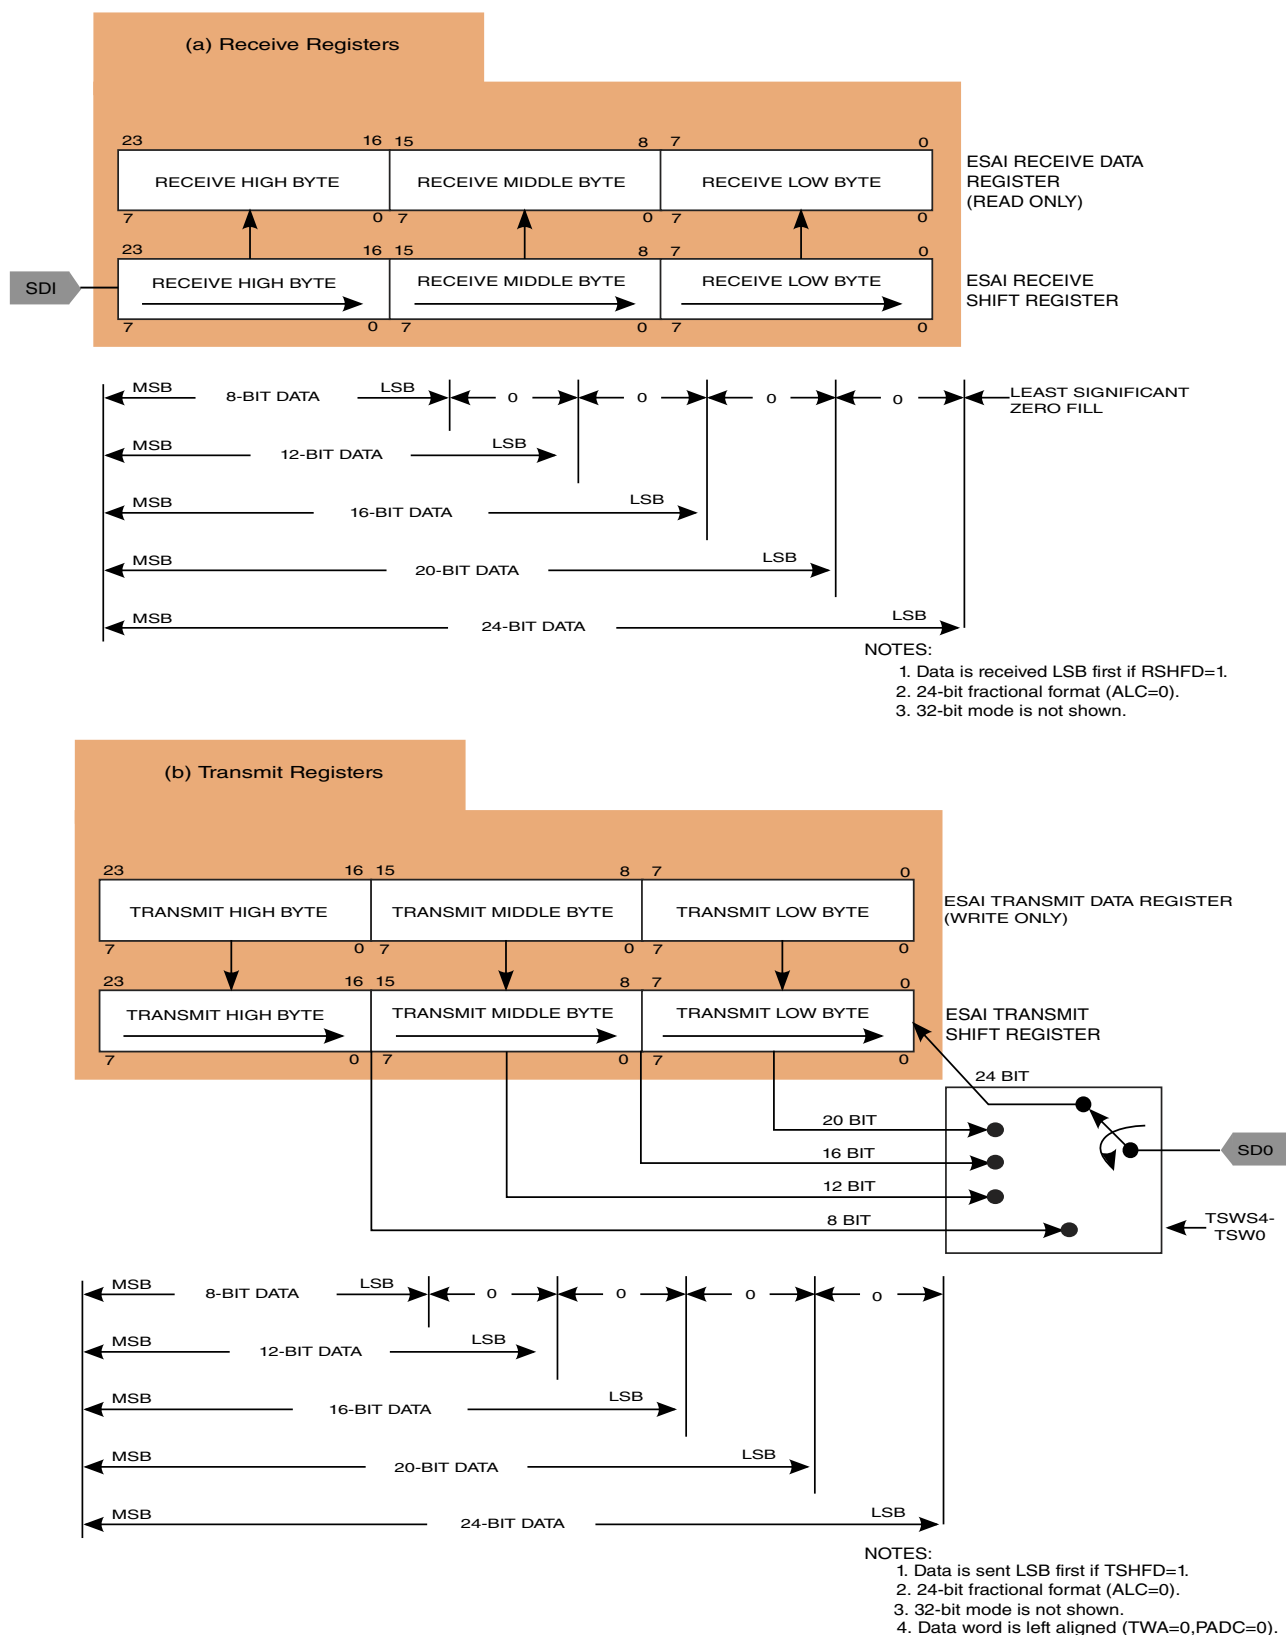 (a) Receive Registers
23 16 15 8 7 0
RECEIVE HIGH BYTE RECEIVE MIDDLE BYTE RECEIVE LOW BYTE
ESAI RECEIVE DATA
REGISTER
(READ ONLY)
7 0 7 0 7 0
23 16 15 8 7 0
SDI
RECEIVE HIGH BYTE RECEIVE MIDDLE BYTE RECEIVE LOW BYTE
ESAI RECEIVE
SHIFT REGISTER
7 0 7 0 7 0
MSB 8-BIT DATA LSB 0 0 0 0
LEAST SIGNIFICANT
ZERO FILL
MSB 12-BIT DATA LSB
MSB 16-BIT DATA LSB
MSB 20-BIT DATA LSB
MSB 24-BIT DATA LSB
NOTES:
1. Data is received LSB first if RSHFD=1.
2. 24-bit fractional format (ALC=0).
3. 32-bit mode is not shown.
(b) Transmit Registers
23 16 15 8 7 0
TRANSMIT HIGH BYTE TRANSMIT MIDDLE BYTE TRANSMIT LOW BYTE
ESAI TRANSMIT DATA REGISTER
(WRITE ONLY)
7 0 7 0 7 0
23 16 15 8 7 0
TRANSMIT HIGH BYTE TRANSMIT MIDDLE BYTE TRANSMIT LOW BYTE
ESAI TRANSMIT
SHIFT REGISTER
7 0 7 0 7 0
24 BIT
20 BIT
16 BIT
12 BIT
8 BIT
SD0
TSWS4-
TSW0
MSB 8-BIT DATA LSB 0 0 0 0
MSB 12-BIT DATA LSB
MSB 16-BIT DATA LSB
MSB 20-BIT DATA LSB
MSB 24-BIT DATA LSB
NOTES:
1. Data is sent LSB first if TSHFD=1.
2. 24-bit fractional format (ALC=0).
3. 32-bit mode is not shown.
4. Data word is left aligned (TWA=0,PADC=0).